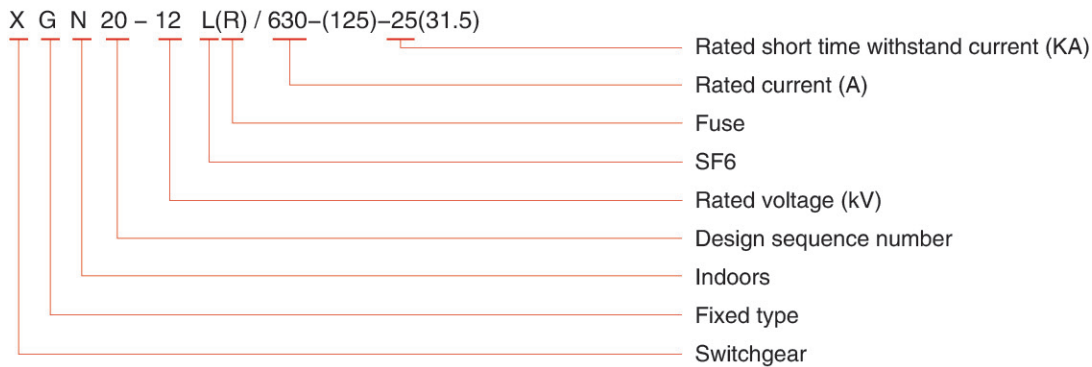 X G N 20 – 12 L(R) / 630–(125)–25(31.5)
Rated short time withstand current (KA)
Rated current (A)
Fuse
SF6
Rated voltage (kV)
Design sequence number
Indoors
Fixed type
Switchgear